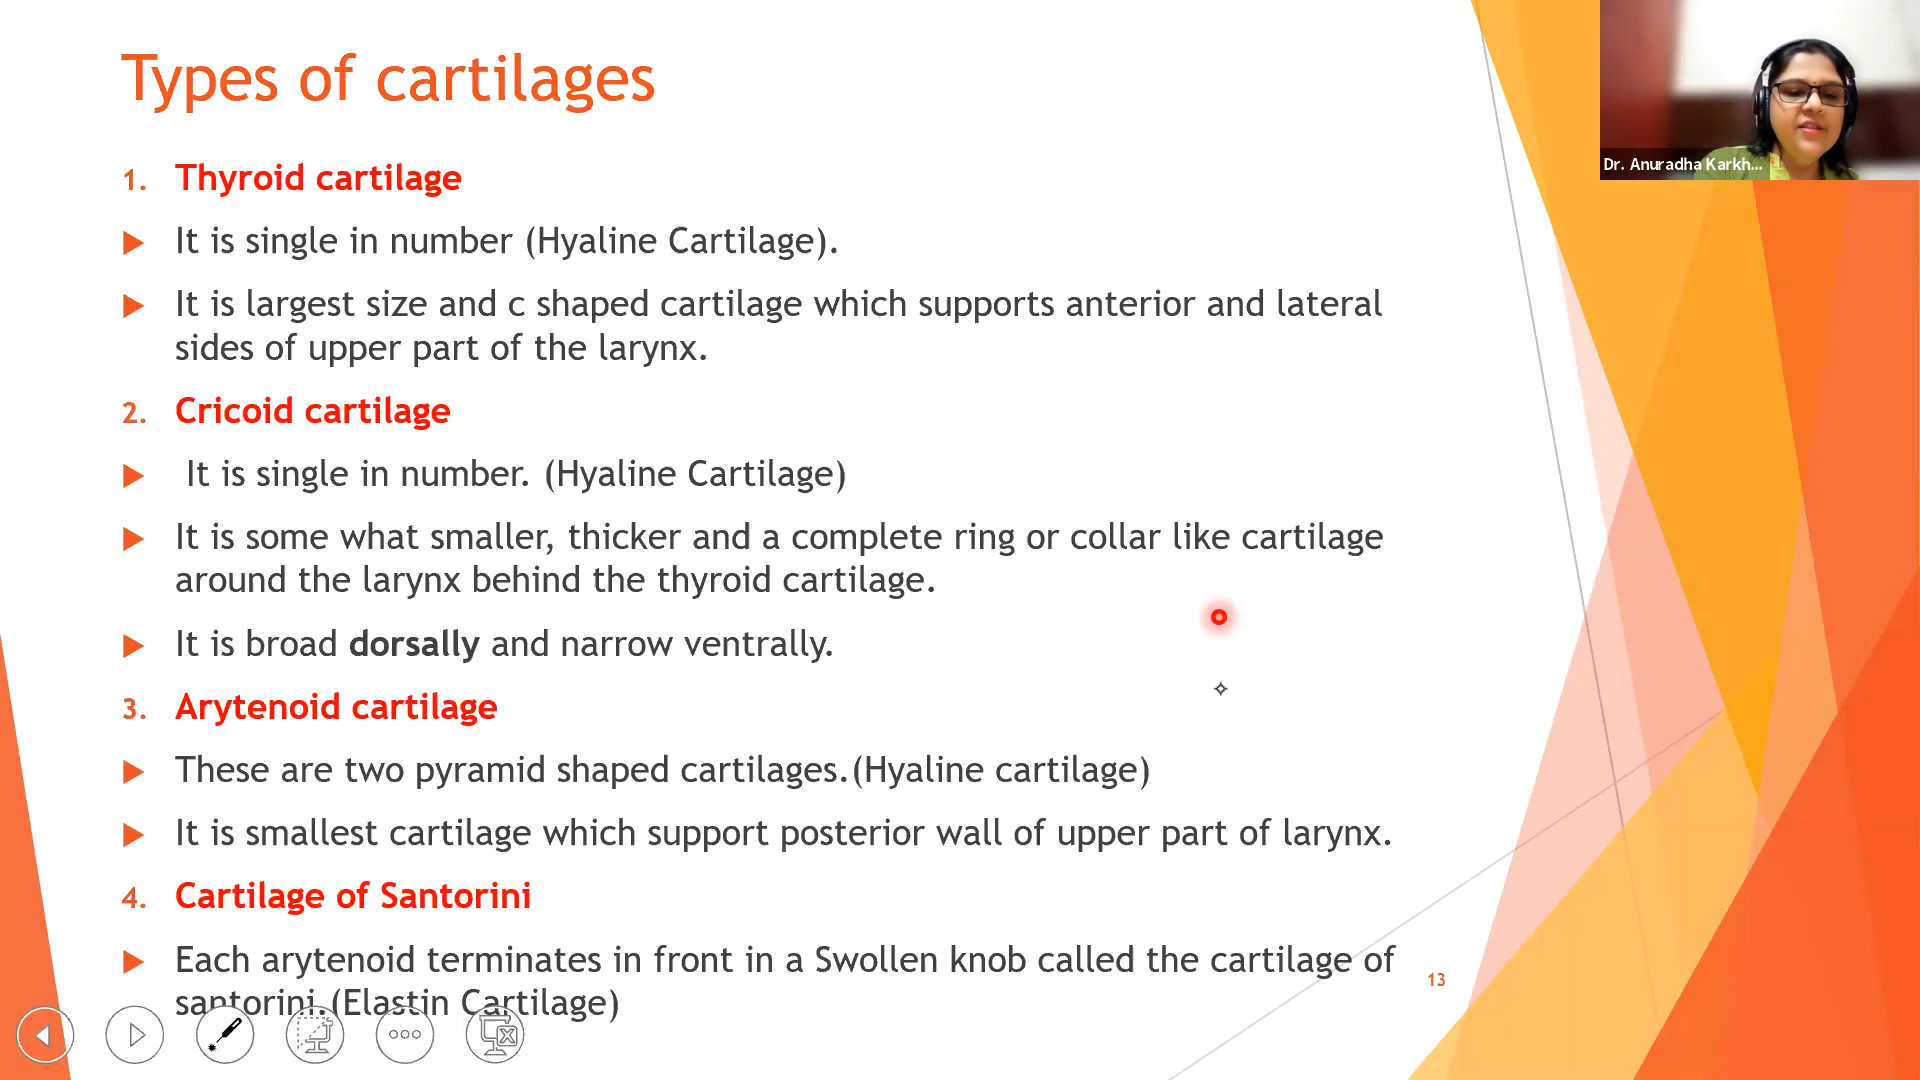 Types of cartilages
Dr. Anuradha Karkh...
1. Thyroid cartilage
It is single in number (Hyaline Cartilage).
It is largest size and c shaped cartilage which supports anterior and lateral
sides of upper part of the larynx.
2. Cricoid cartilage
It is single in number. (Hyaline Cartilage)
It is some what smaller, thicker and a complete ring or collar like cartilage
around the larynx behind the thyroid cartilage.
It is broad dorsally and narrow ventrally.
3. Arytenoid cartilage
These are two pyramid shaped cartilages.(Hyaline cartilage)
It is smallest cartilage which support posterior wall of upper part of larynx.
4. Cartilage of Santorini
Each arytenoid terminates in front in a Swollen knob called the cartilage of
santorini.(Elastin Cartilage)
13